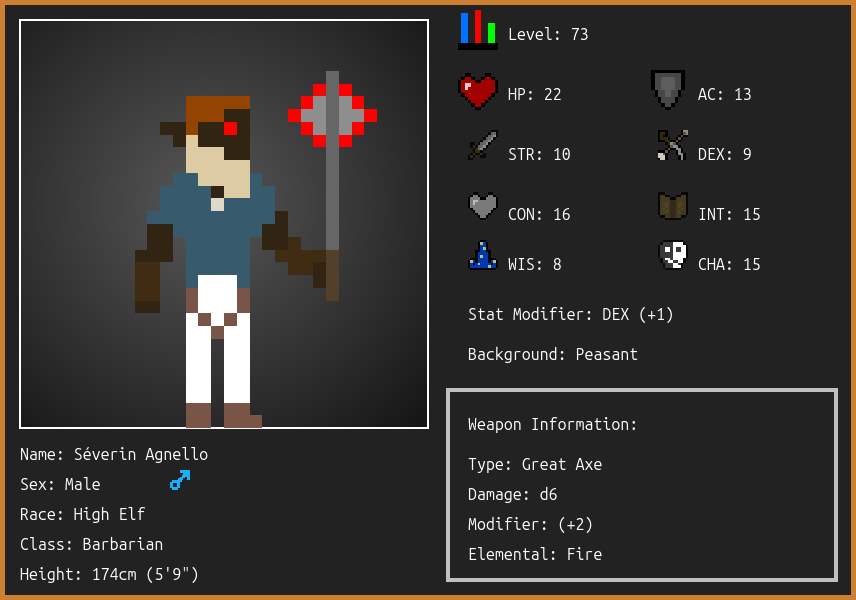 Level: 73
HP: 22
AC: 13
STR: 10
DEX: 9
CON: 16
INT: 15
WIS: 8
CHA: 15
Stat Modifier: DEX (+1)
Background: Peasant
Weapon Information:
Type: Great Axe
Damage: d6
Modifier: (+2)
Elemental: Fire
Name: Séverin Agnello
Sex: Male
Race: High Elf
Class: Barbarian
Height: 174cm (5'9")